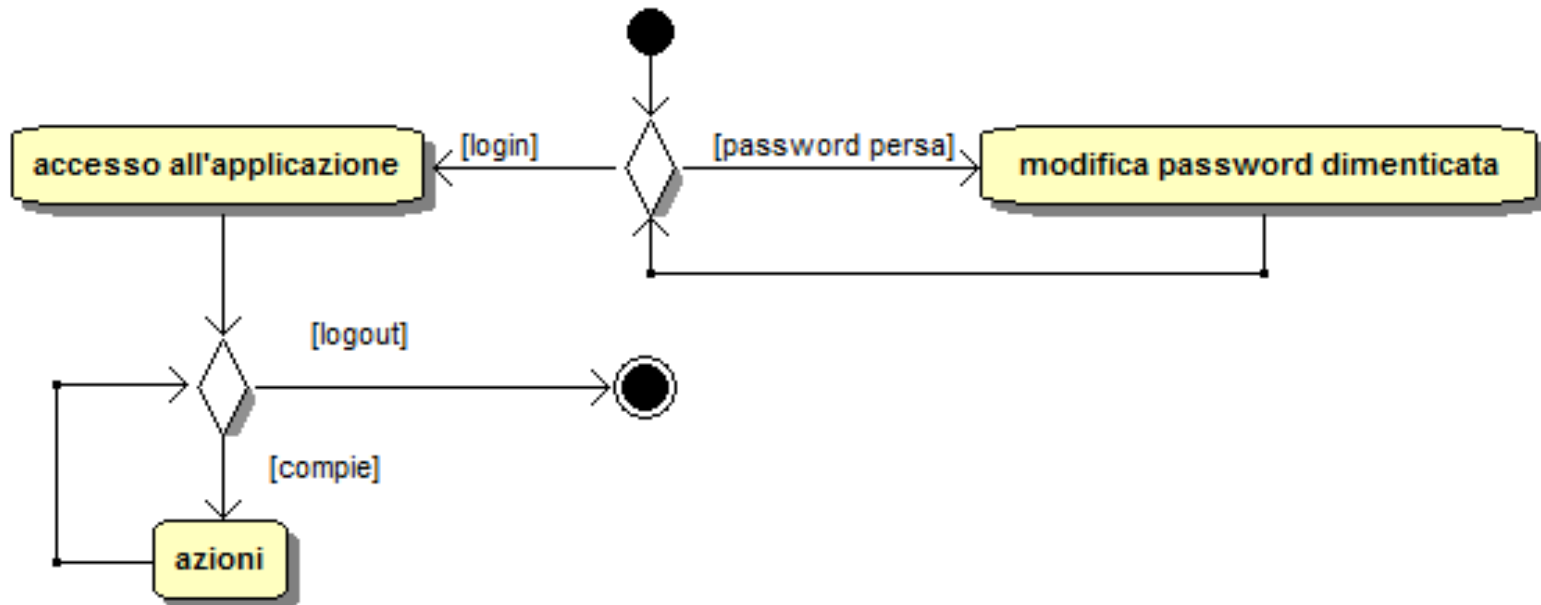 [login]
[password persa]
accesso all'applicazione
modifica password dimenticata
[logout]
[compie]
azioni